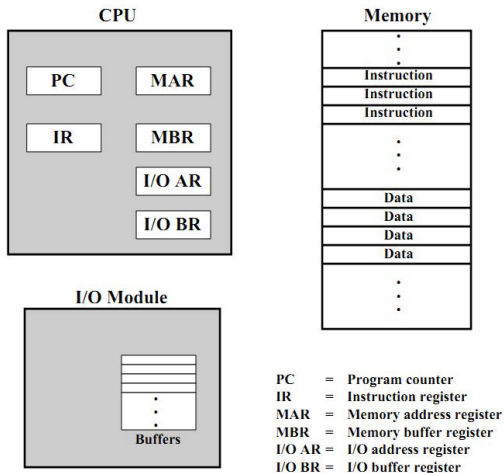 CPU
PC
MAR
IR
MBR
I/O AR
I/O BR
Memory
Instruction
Instruction
Instruction
Data
Data
Data
Data
I/O Module
Buffers
PC = Program counter
IR = Instruction register
MAR = Memory address register
MBR = Memory buffer register
I/O AR = I/O address register
I/O BR = I/O buffer register